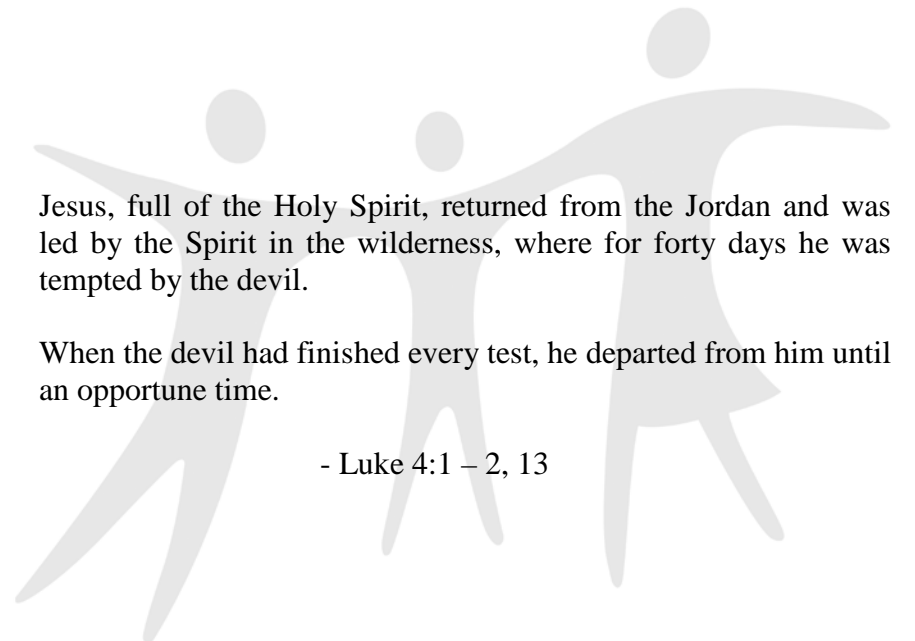 Jesus, full of the Holy Spirit, returned from the Jordan and was
led by the Spirit in the wilderness, where for forty days he was
tempted by the devil.
When the devil had finished every test, he departed from him until
an opportune time.
- Luke 4:1 – 2, 13